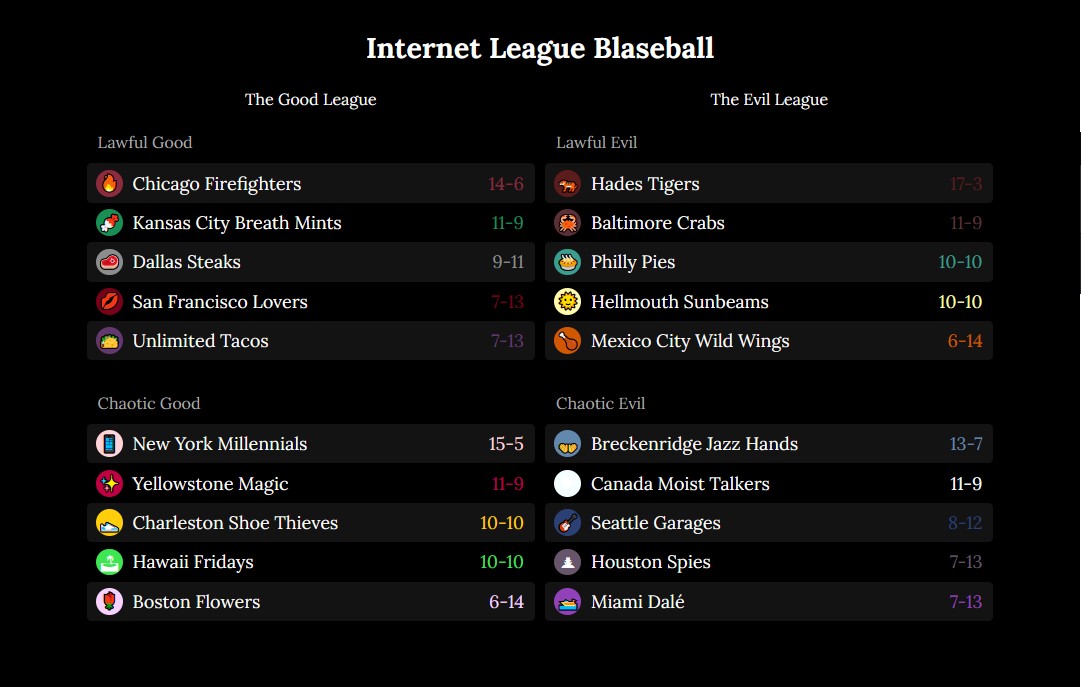 Internet League Blaseball
The Good League
Lawful Good
Chicago Firefighters 14-6
Kansas City Breath Mints 11-9
Dallas Steaks 9-11
San Francisco Lovers 7-13
Unlimited Tacos 7-13
Chaotic Good
New York Millennials 15-5
Yellowstone Magic 11-9
Charleston Shoe Thieves 10-10
Hawaii Fridays 10-10
Boston Flowers 6-14
The Evil League
Lawful Evil
Hades Tigers 17-3
Baltimore Crabs 11-9
Philly Pies 10-10
Hellmouth Sunbeams 10-10
Mexico City Wild Wings 6-14
Chaotic Evil
Breckenridge Jazz Hands 13-7
Canada Moist Talkers 11-9
Seattle Garages 8-12
Houston Spies 7-13
Miami Dalé 7-13